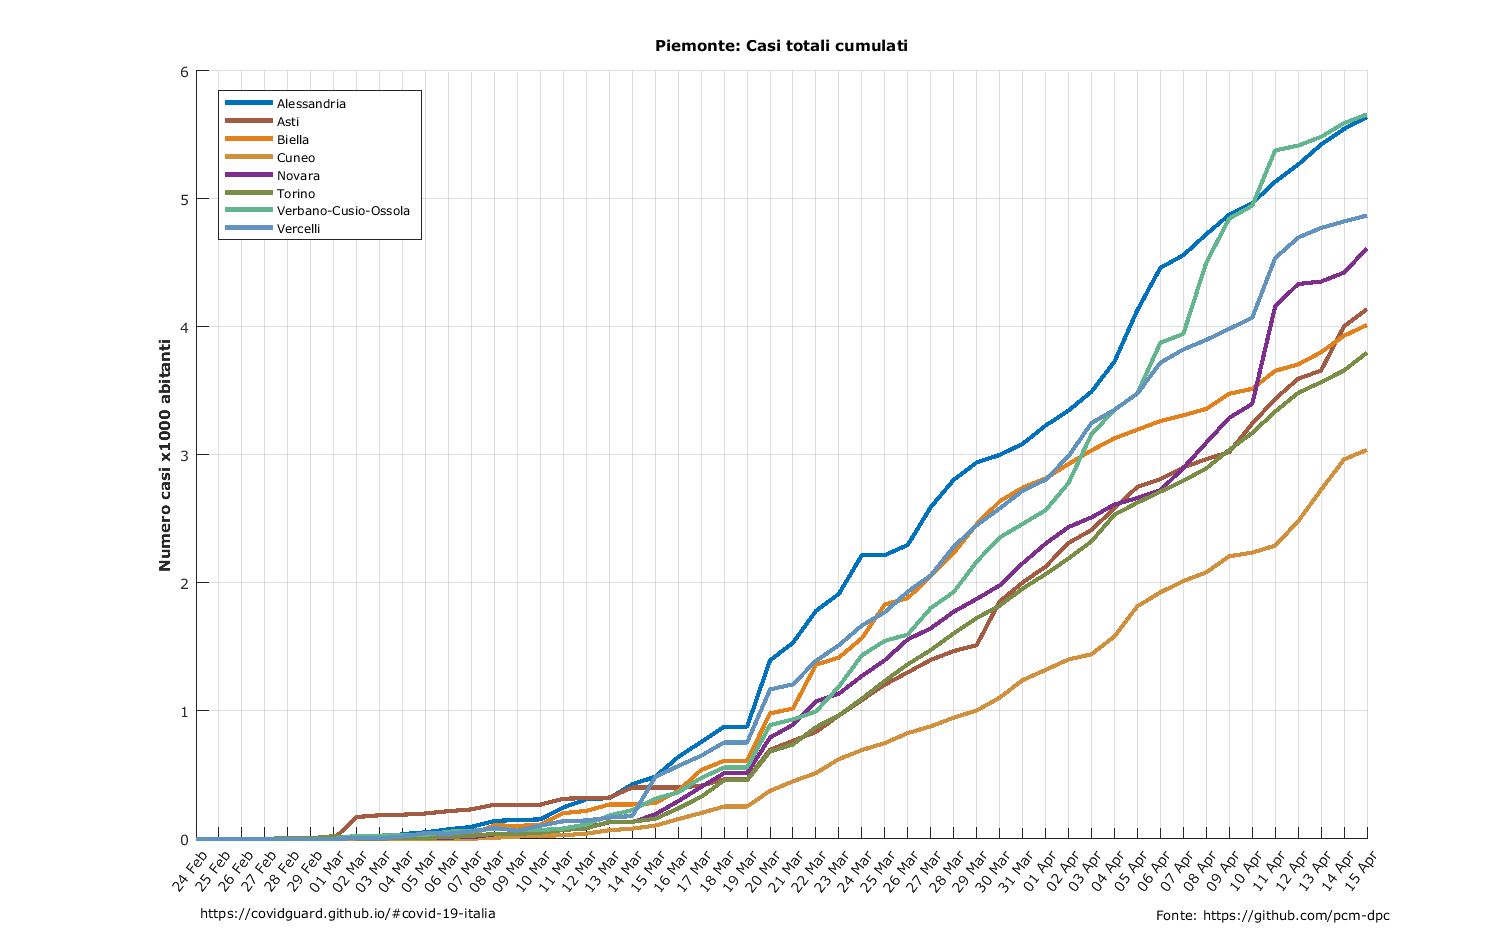 Piemonte: Casi totali cumulati
6
5
4
3
2
1
0
Numero casi x1000 abitanti
Alessandria
Asti
Biella
Cuneo
Novara
Torino
Verbano-Cusio-Ossola
Vercelli
24 Feb
25 Feb
26 Feb
27 Feb
28 Feb
29 Feb
01 Mar
02 Mar
03 Mar
04 Mar
05 Mar
06 Mar
07 Mar
08 Mar
09 Mar
10 Mar
11 Mar
12 Mar
13 Mar
14 Mar
15 Mar
16 Mar
17 Mar
18 Mar
19 Mar
20 Mar
21 Mar
22 Mar
23 Mar
24 Mar
25 Mar
26 Mar
27 Mar
28 Mar
29 Mar
30 Mar
31 Mar
01 Apr
02 Apr
03 Apr
04 Apr
05 Apr
06 Apr
07 Apr
08 Apr
09 Apr
10 Apr
11 Apr
12 Apr
13 Apr
14 Apr
15 Apr
https://covidguard.github.io/#covid-19-italia
Fonte: https://github.com/pcm-dpc